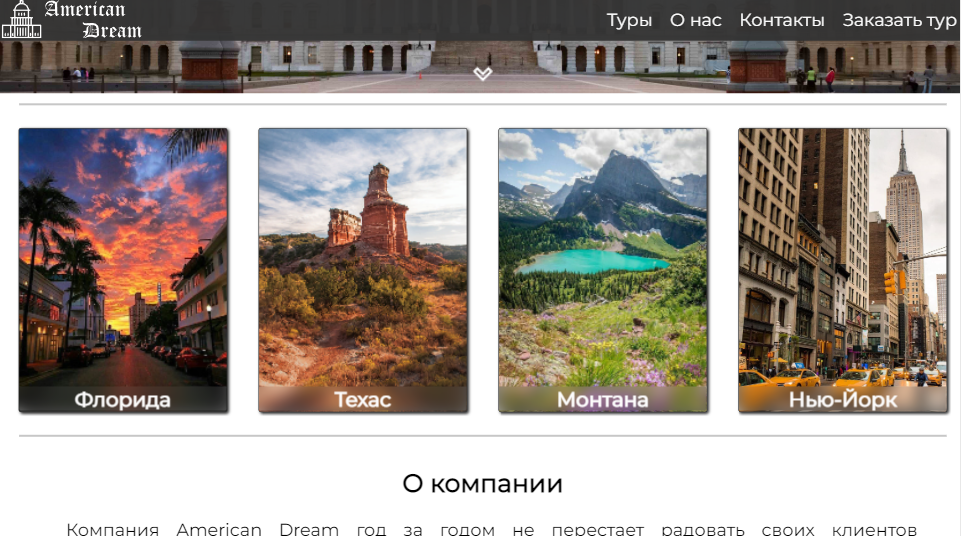 American
Dream
Туры О нас Контакты Заказать тур
Флорида Техас Монтана Нью-Йорк
О компании
Компания American Dream год за годом не перестает радовать своих клиентов